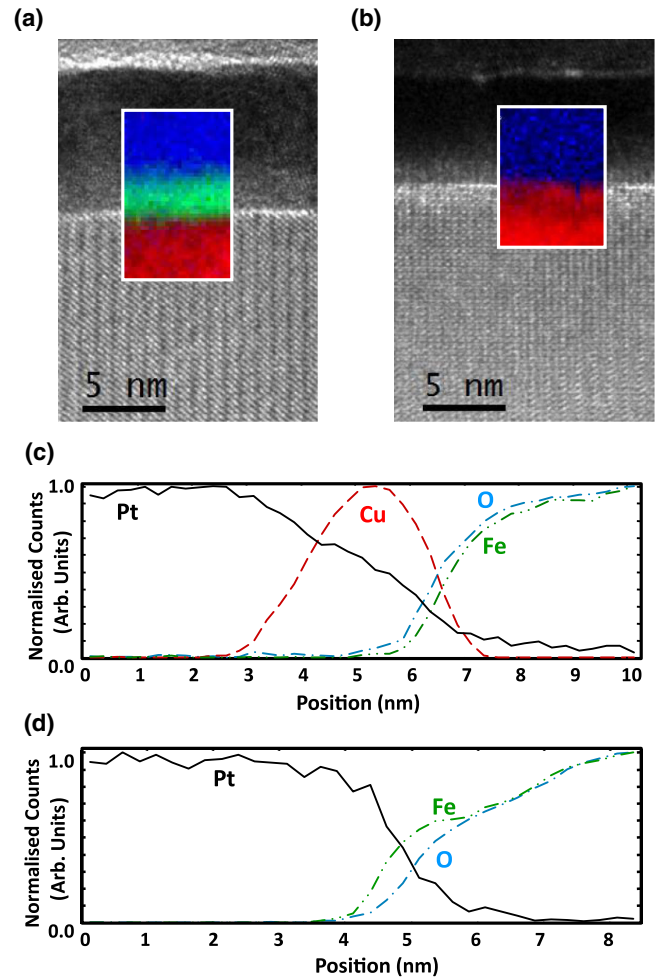 (a) (b)
5 nm 5 nm
(c)
1.0
Pt Cu O
Fe
0.0
Normalised Counts
(Arb. Units)
0 1 2 3 4 5 6 7 8 9 10
Position (nm)
(d)
1.0
Pt Fe
O
0.0
Normalised Counts
(Arb. Units)
0 1 2 3 4 5 6 7 8
Position (nm)